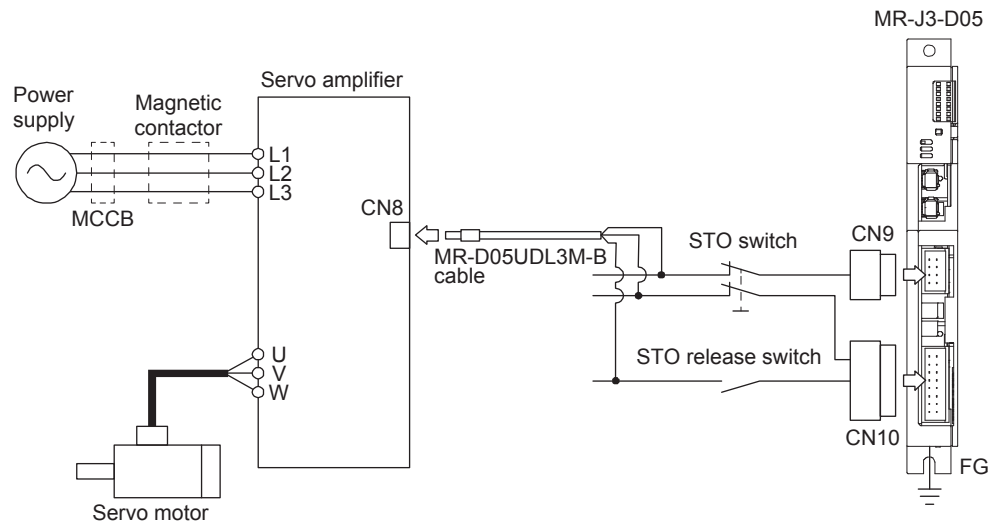 MR-J3-D05
Servo amplifier
Power
supply
Magnetic
contactor
L1
L2
L3
MCCB
CN8
MR-D05UDL3M-B
cable
STO switch
CN9
STO release switch
U
V
W
CN10
FG
Servo motor